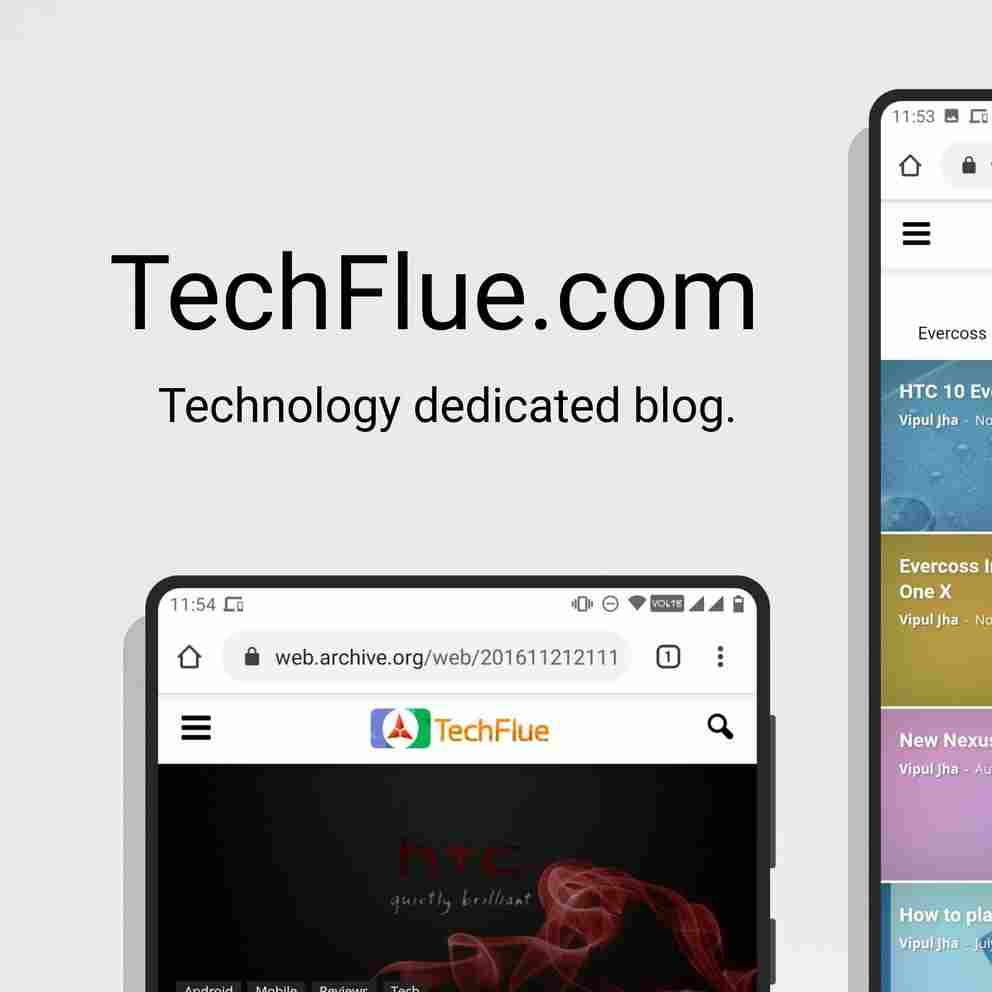 TechFlue.com
Technology dedicated blog.
11:54
VOLTE
web.archive.org/web/201611212111
1
TechFlue
htc
quietly brilliant
Android Mobile Reviews Tech
11:53
Evercoss
HTC 10 Ev
Vipul Jha - No
Evercoss I
One X
Vipul Jha - No
New Nexus
Vipul Jha - Au
How to pla
Vipul Jha - July